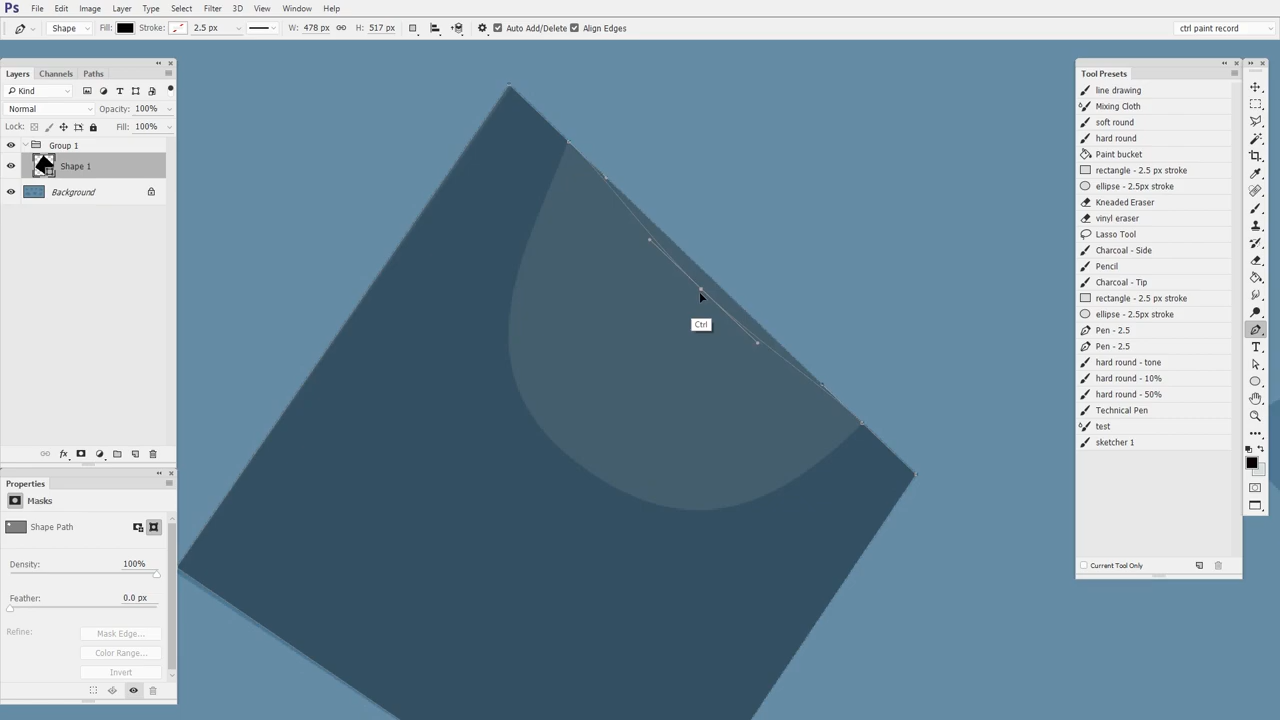 Ps File Edit Image Layer Type Select Filter 3D View Window Help
Shape Fill: Stroke: 2.5 px W: 478 px H: 517 px Auto Add/Delete Align Edges ctrl paint record
Layers Channels Paths
Kind
Normal Opacity: 100%
Lock: Fill: 100%
Group 1
Shape 1
Background
Properties
Masks
Shape Path
Density: 100%
Feather: 0.0 px
Refine: Mask Edge...
Color Range...
Invert
Ctrl
Tool Presets
line drawing
Mixing Cloth
soft round
hard round
Paint bucket
rectangle - 2.5 px stroke
ellipse - 2.5px stroke
Kneaded Eraser
vinyl eraser
Lasso Tool
Charcoal - Side
Pencil
Charcoal - Tip
rectangle - 2.5 px stroke
ellipse - 2.5 px stroke
Pen - 2.5
Pen - 2.5
hard round - tone
hard round - 10%
hard round - 50%
Technical Pen
test
sketcher 1
Current Tool Only